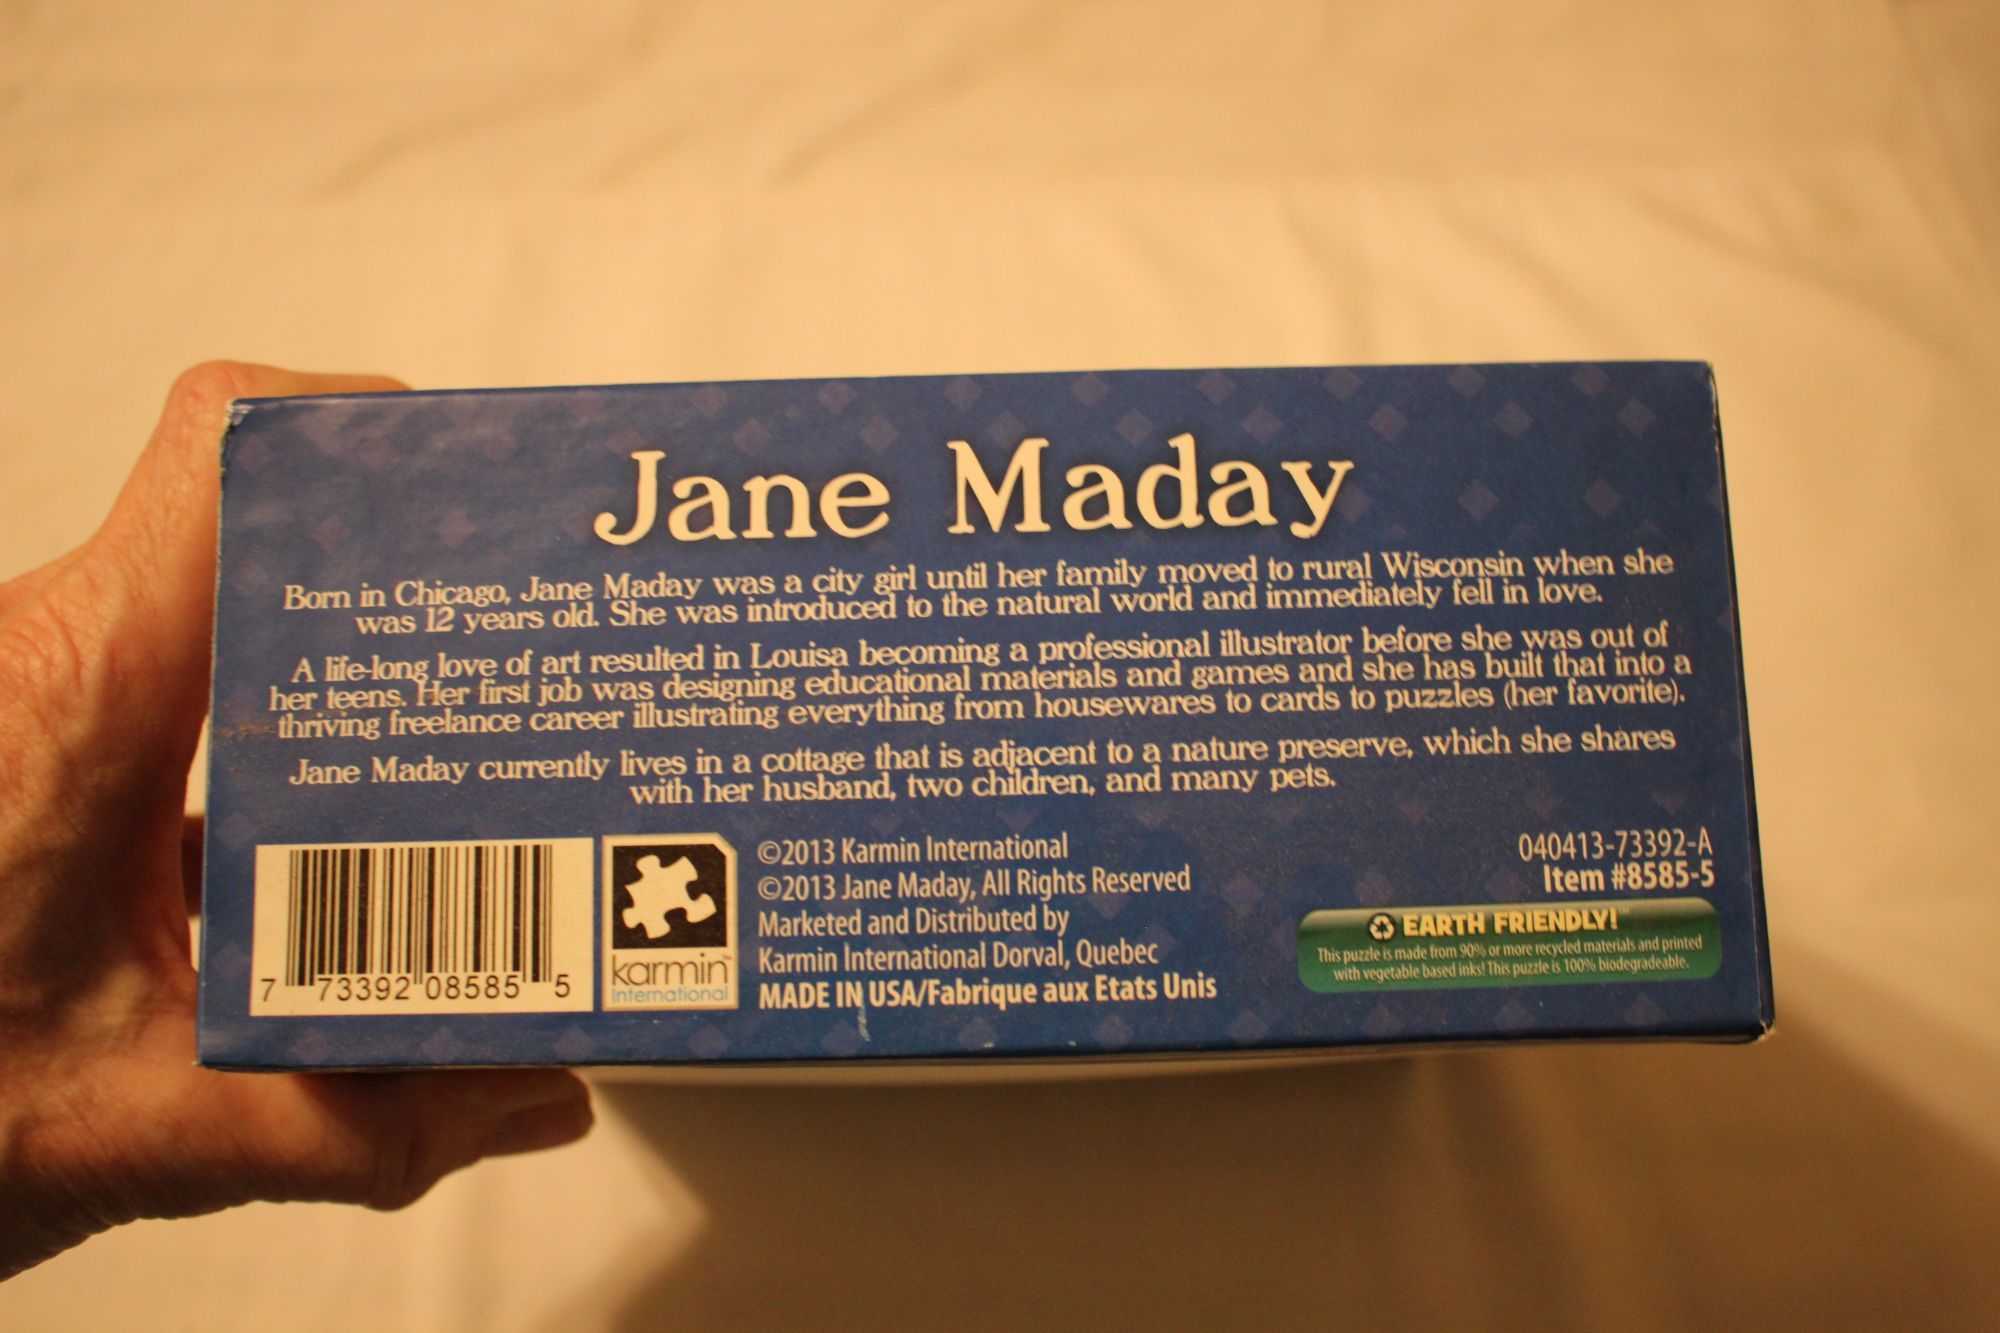 Jane Maday
Born in Chicago, Jane Maday was a city girl until her family moved to rural Wisconsin when she
was 12 years old. She was introduced to the natural world and immediately fell in love.
A life-long love of art resulted in Louisa becoming a professional illustrator before she was out of
her teens. Her first job was designing educational materials and games and she has built that into a
thriving freelance career illustrating everything from housewares to cards to puzzles (her favorite).
Jane Maday currently lives in a cottage that is adjacent to a nature preserve, which she shares
with her husband, two children, and many pets.
7 73392 08585 5
karmin™
International
©2013 Karmin International
©2013 Jane Maday, All Rights Reserved
Marketed and Distributed by
Karmin International Dorval, Quebec
MADE IN USA/Fabrique aux Etats Unis
040413-73392-A
Item #8585-5
EARTH FRIENDLY!™
This puzzle is made from 90% or more recycled materials and printed
with vegetable based inks! This puzzle is 100% biodegradeable.